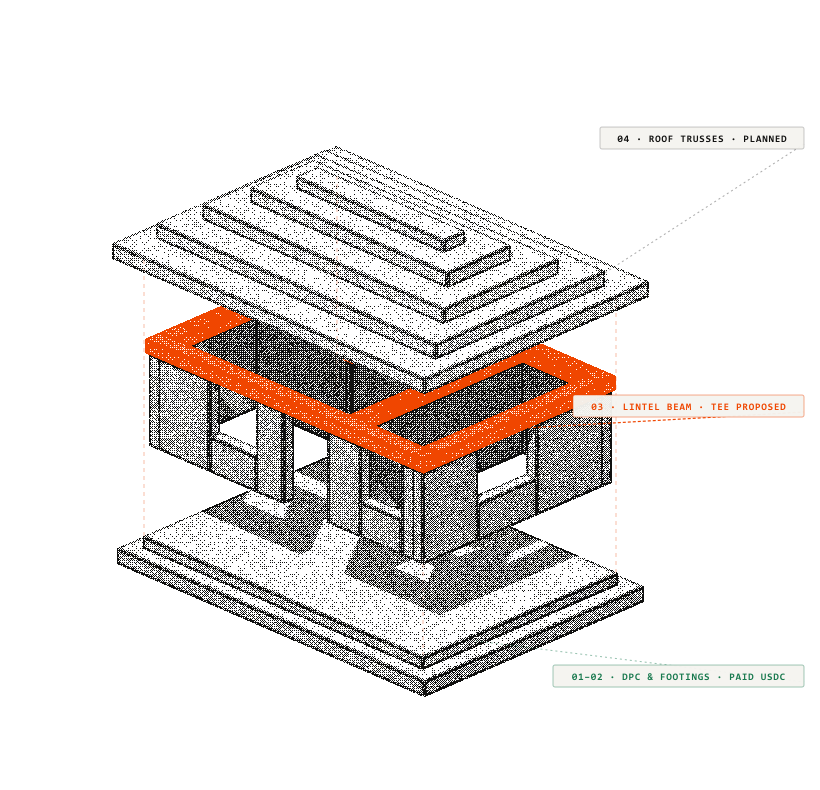 04 · ROOF TRUSSES · PLANNED
03 · LINTEL BEAM · TEE PROPOSED
01–02 · DPC & FOOTINGS · PAID USDC